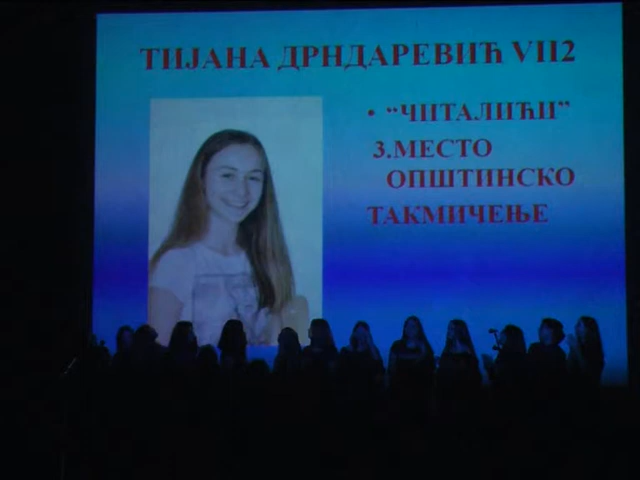 ТИЈАНА ДРНДАРЕВИЋ VII2
• “ЧИТАЛИЋИ”
3.МЕСТО
ОПШТИНСКО
ТАКМИЧЕЊЕ